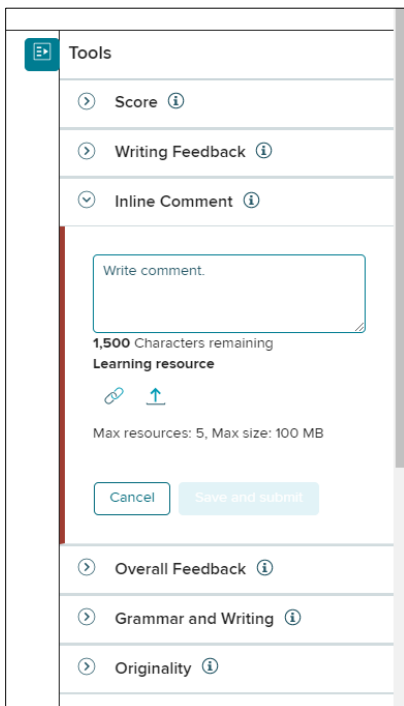 Tools
Score
Writing Feedback
Inline Comment
Write comment.
1,500 Characters remaining
Learning resource
Max resources: 5, Max size: 100 MB
Cancel Save and submit
Overall Feedback
Grammar and Writing
Originality